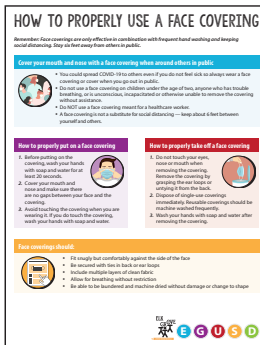 HOW TO PROPERLY USE A FACE COVERING
Remember: Face coverings are only effective in combination with frequent hand washing and keeping
social distancing. Stay six feet away from others in public.
Cover your mouth and nose with a face covering when around others in public
• You could spread COVID-19 to others even if you do not feel sick so always wear a
face covering or cover when you go out in public.
• Do not use a face covering on children under the age of two, anyone who has trouble
breathing, or is unconscious, incapacitated or otherwise unable to remove the covering
without assistance.
• Do NOT use a face covering meant for a healthcare worker.
• A face covering is not a substitute for social distancing — keep about 6 feet between
yourself and others.
How to properly put on a face covering
1. Before putting on the
covering, wash your hands
with soap and water for at
least 20 seconds.
2. Cover your mouth and
nose and make sure there
are no gaps between your face and the
covering.
3. Avoid touching the covering when you are
wearing it. If you do touch the covering,
wash your hands with soap and water.
How to properly take off a face covering
1. Do not touch your eyes,
nose or mouth when
removing the covering.
Remove the covering by
grasping the ear loops or
untying it from the back.
2. Dispose of single-use coverings
immediately. Reusable coverings should be
machine washed frequently.
3. Wash your hands with soap and water after
removing the covering.
Face coverings should:
• Fit snugly but comfortably against the side of the face
• Be secured with ties in back or ear loops
• Include multiple layers of clean fabric
• Allow for breathing without restriction
• Be able to be laundered and machine dried without damage or change to shape
ELK GROVE
EGUSD